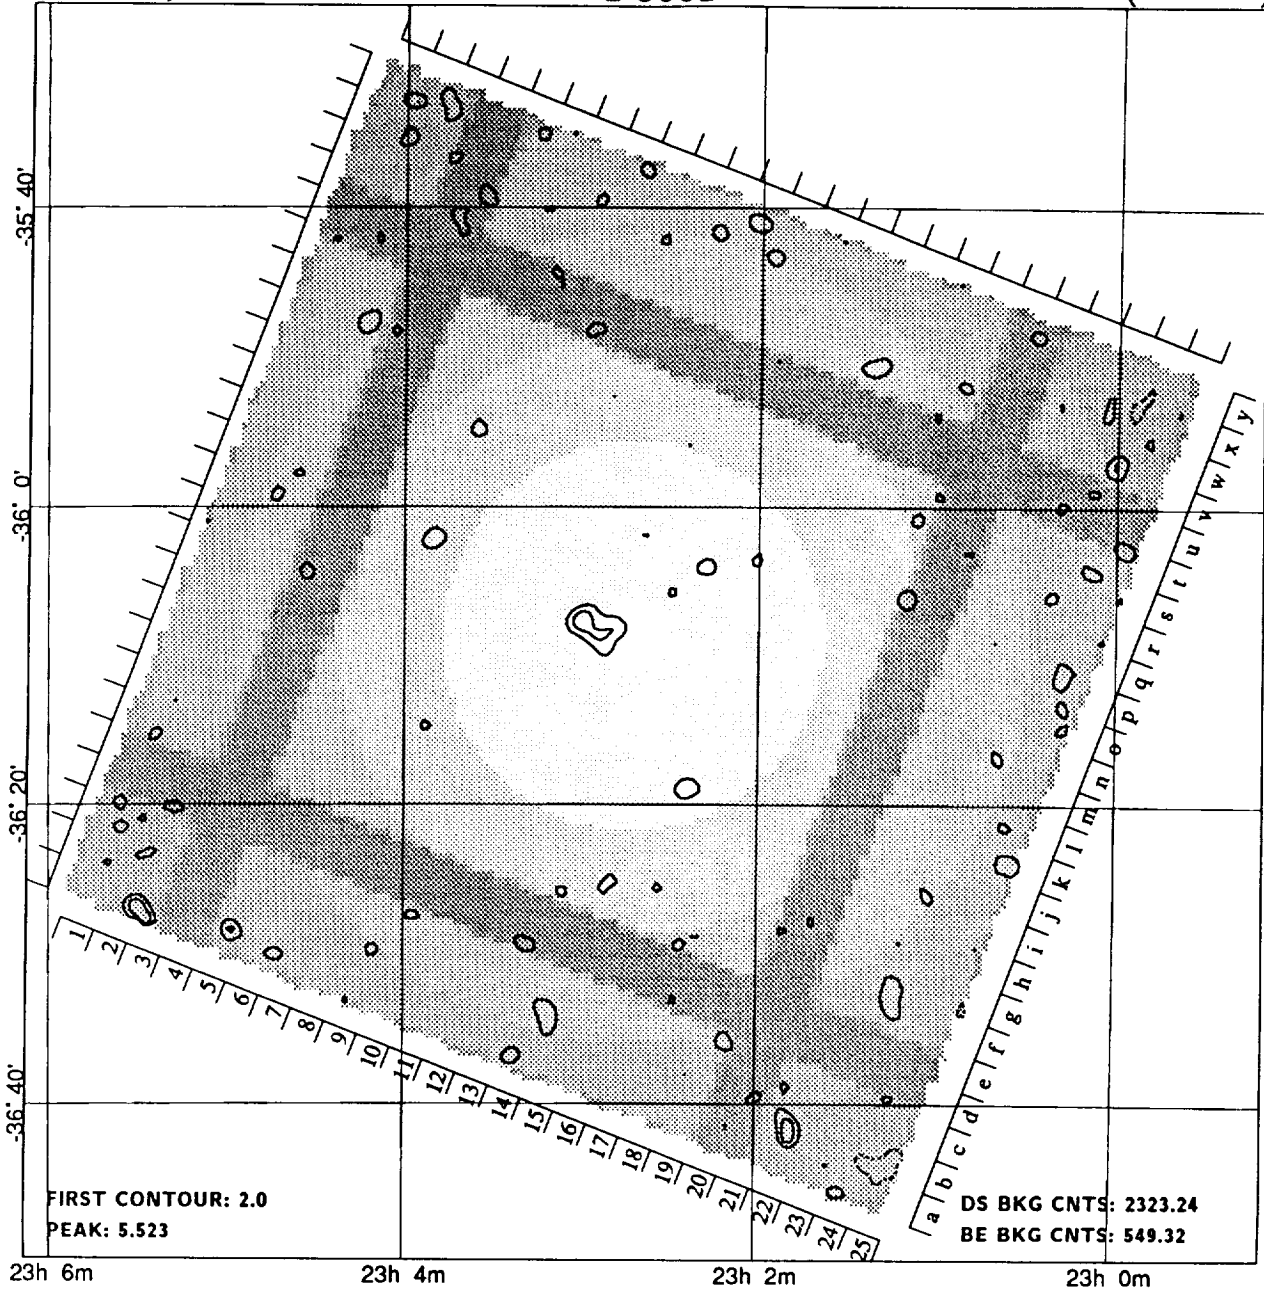 -35° 40'
-36° 0'
-36° 20'
-36° 40'
y
x
w
v
u
t
s
r
q
p
o
n
m
l
k
j
i
h
g
f
e
d
c
b
a
1 2 3 4 5 6 7 8 9 10 11 12 13 14 15 16 17 18 19 20 21 22 23 24 25
FIRST CONTOUR: 2.0
PEAK: 5.523
DS BKG CNTS: 2323.24
BE BKG CNTS: 549.32
23h 6m 23h 4m 23h 2m 23h 0m